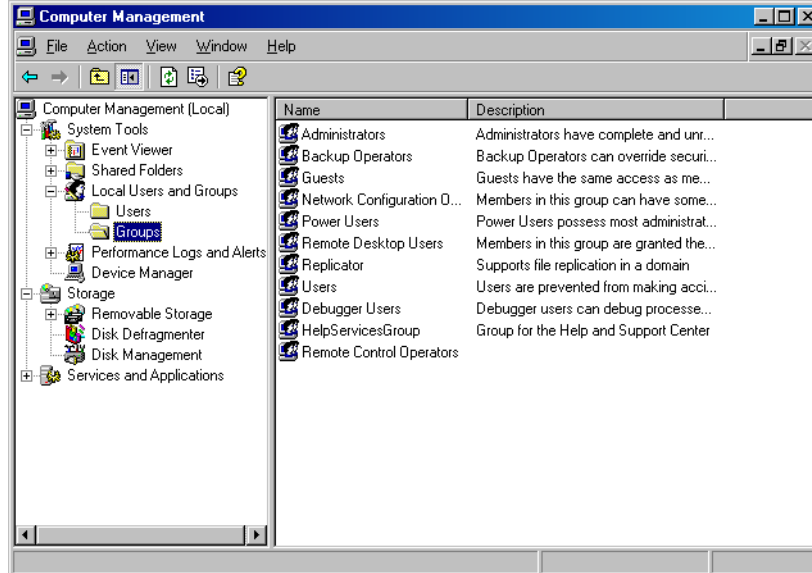 Computer Management
File Action View Window Help
Computer Management (Local)
System Tools
Event Viewer
Shared Folders
Local Users and Groups
Users
Groups
Performance Logs and Alerts
Device Manager
Storage
Removable Storage
Disk Defragmenter
Disk Management
Services and Applications
Name Description
Administrators Administrators have complete and unr...
Backup Operators Backup Operators can override securi...
Guests Guests have the same access as me...
Network Configuration O... Members in this group can have some...
Power Users Power Users possess most administrat...
Remote Desktop Users Members in this group are granted the...
Replicator Supports file replication in a domain
Users Users are prevented from making acci...
Debugger Users Debugger users can debug processe...
HelpServicesGroup Group for the Help and Support Center
Remote Control Operators